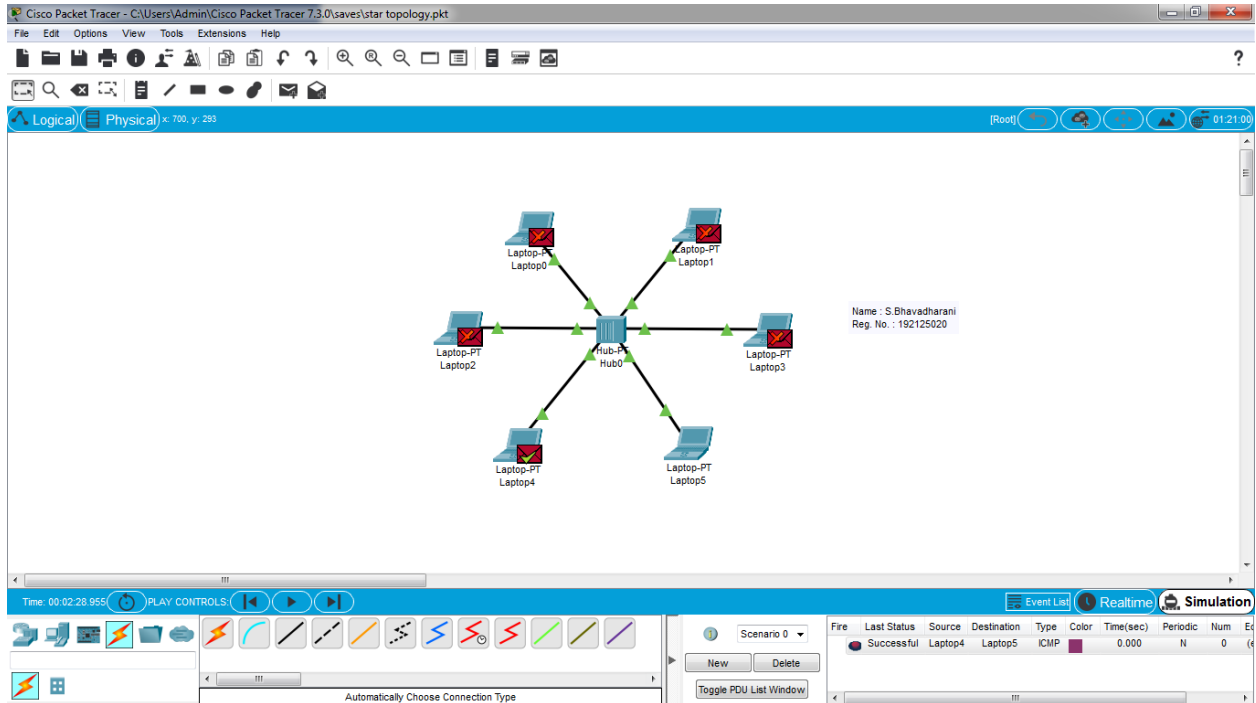 Cisco Packet Tracer - C:\Users\Admin\Cisco Packet Tracer 7.3.0\saves\star topology.pkt
File Edit Options View Tools Extensions Help
?
Logical Physical x: 700, y: 293 [Root] 01:21:00
Laptop-PT
Laptop0
Laptop-PT
Laptop1
Name : S.Bhavadharani
Reg. No. : 192125020
Laptop-PT
Laptop2
Hub-PT
Hub0
Laptop-PT
Laptop3
Laptop-PT
Laptop4
Laptop-PT
Laptop5
Time: 00:02:28.955 PLAY CONTROLS: Event List Realtime Simulation
Scenario 0
New Delete
Toggle PDU List Window
Fire Last Status Source Destination Type Color Time(sec) Periodic Num Ed
Successful Laptop4 Laptop5 ICMP 0.000 N 0 (e
Automatically Choose Connection Type